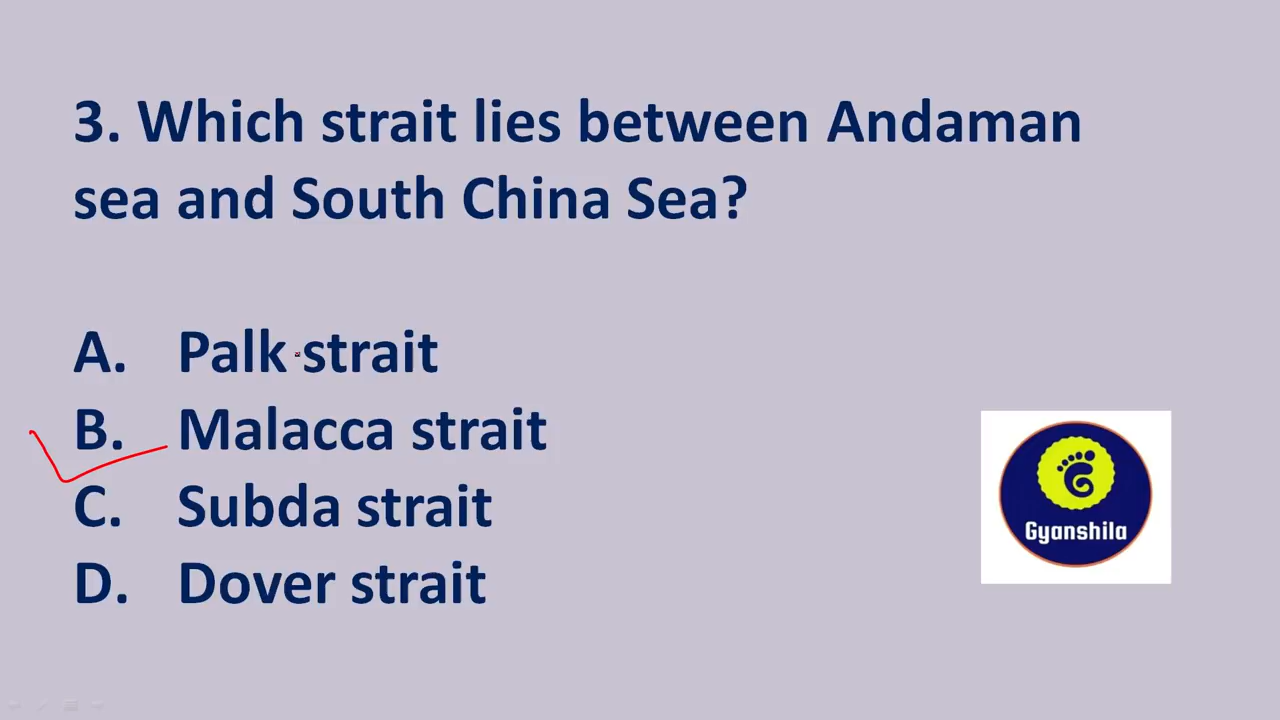 3. Which strait lies between Andaman
sea and South China Sea?
A. Palk strait
B. Malacca strait
C. Subda strait
D. Dover strait
Gyanshila